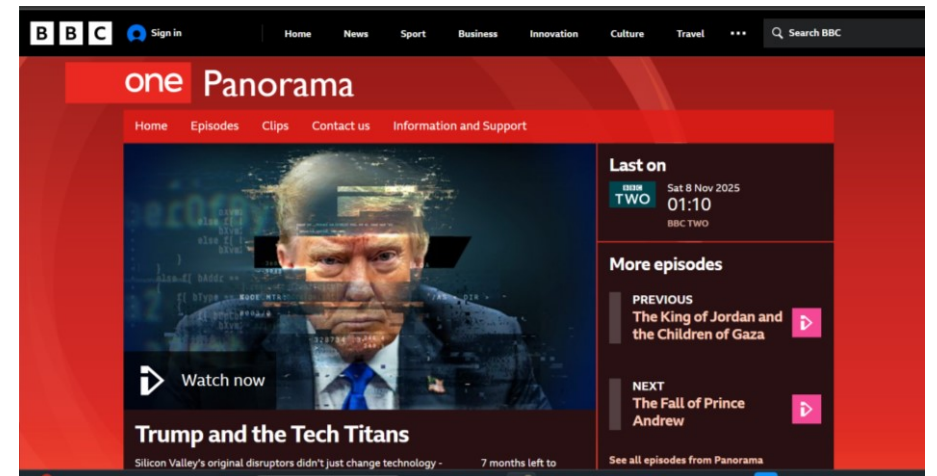 BBC
Sign in
Home
News
Sport
Business
Innovation
Culture
Travel
Search BBC
one Panorama
Home
Episodes
Clips
Contact us
Information and Support
Watch now
Trump and the Tech Titans
Silicon Valley's original disruptors didn't just change technology -
7 months left to
Last on
TWO
Sat 8 Nov 2025
01:10
BBC TWO
More episodes
PREVIOUS
The King of Jordan and
the Children of Gaza
NEXT
The Fall of Prince
Andrew
See all episodes from Panorama